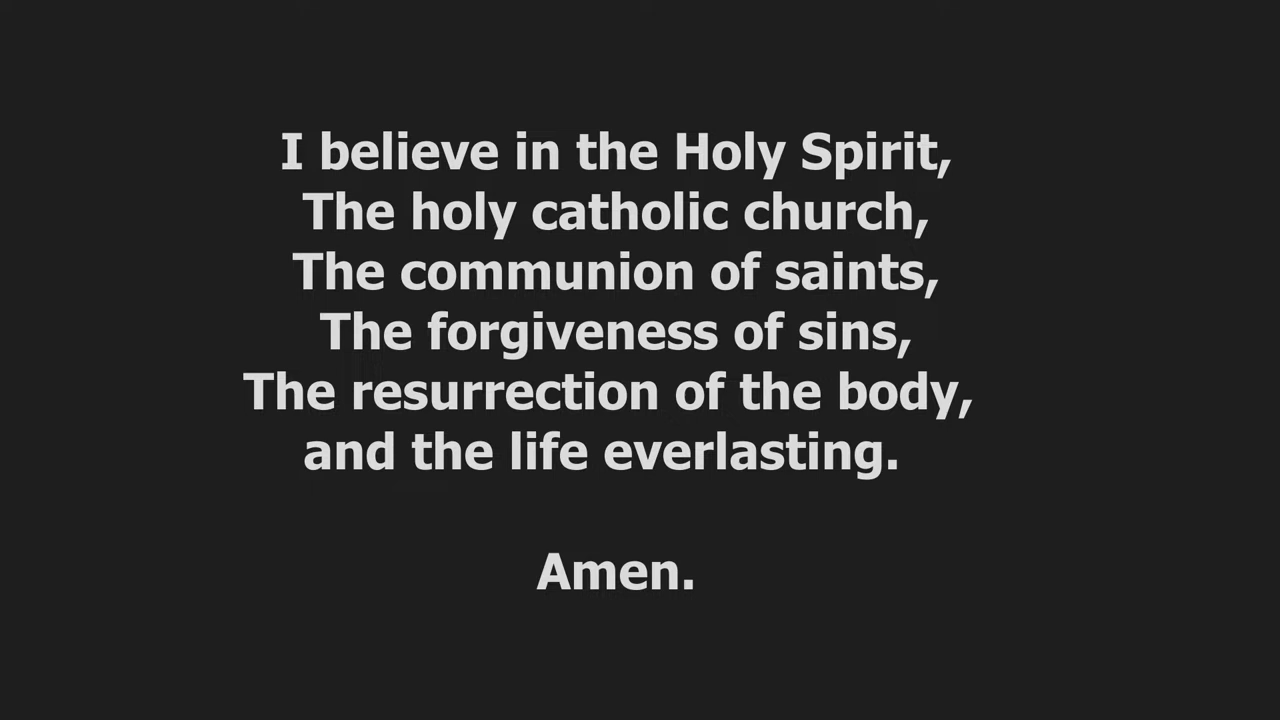 I believe in the Holy Spirit,
The holy catholic church,
The communion of saints,
The forgiveness of sins,
The resurrection of the body,
and the life everlasting.
Amen.